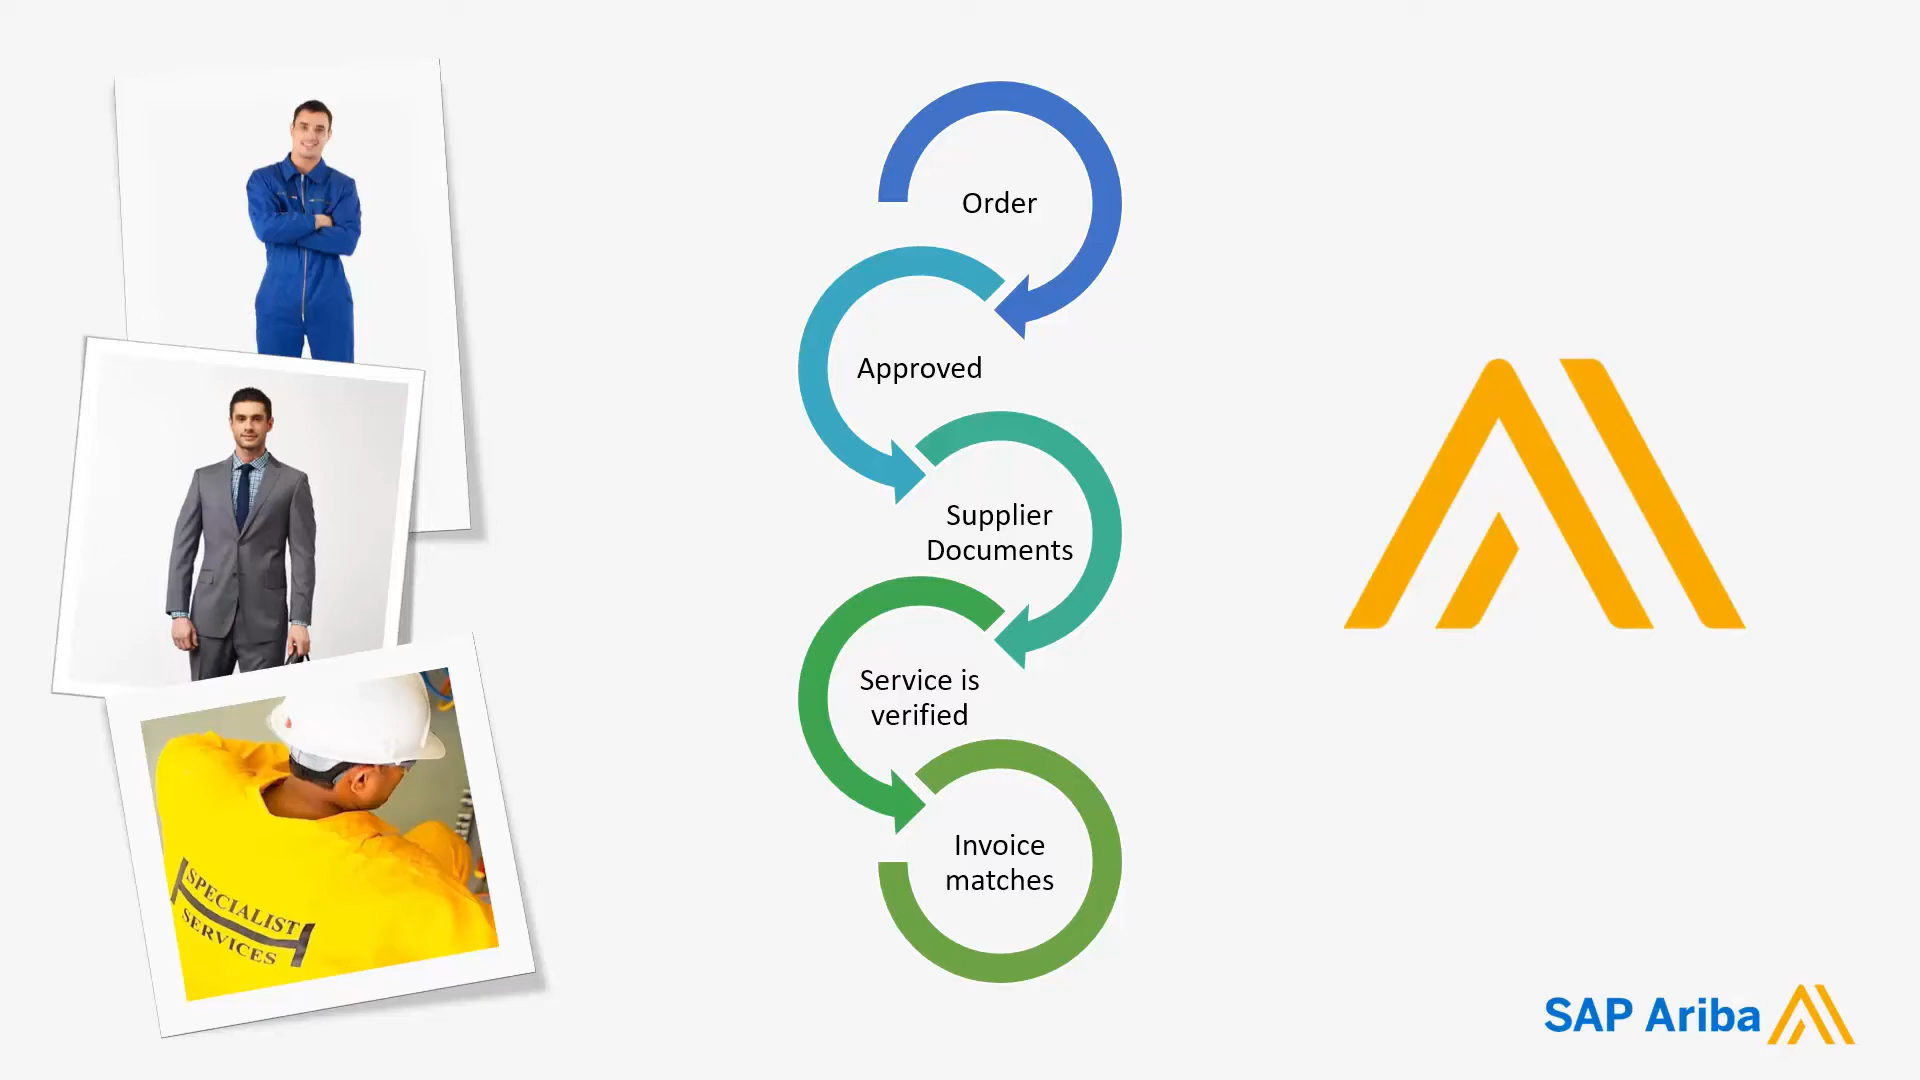 Order
Approved
Supplier
Documents
Service is
verified
Invoice
matches
SPECIALIST
SERVICES
SAP Ariba